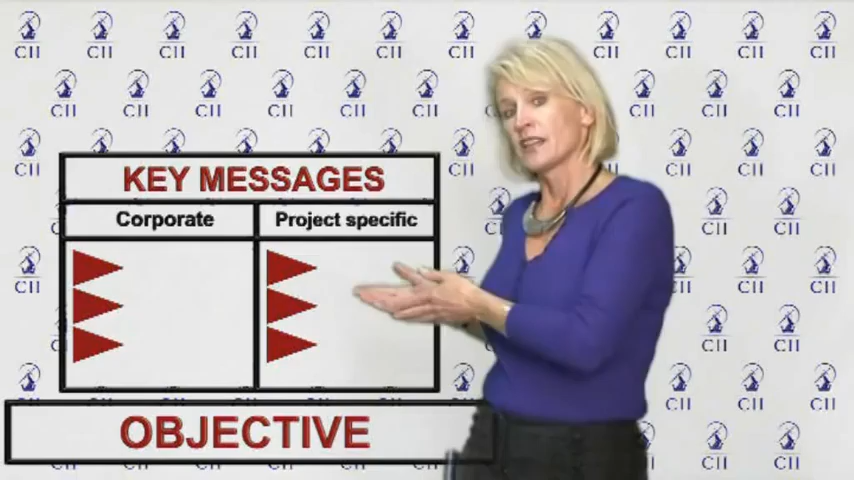 KEY MESSAGES
Corporate
Project specific
OBJECTIVE
CII